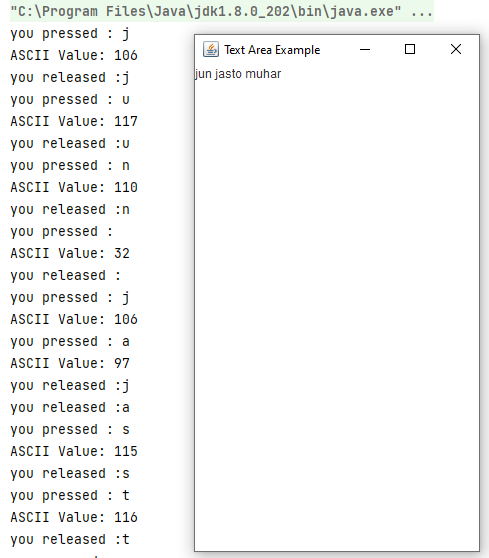 "C:\Program Files\Java\jdk1.8.0_202\bin\java.exe" ...
you pressed : j
ASCII Value: 106
you released :j
you pressed : u
ASCII Value: 117
you released :u
you pressed : n
ASCII Value: 110
you released :n
you pressed :
ASCII Value: 32
you released :
you pressed : j
ASCII Value: 106
you pressed : a
ASCII Value: 97
you released :j
you released :a
you pressed : s
ASCII Value: 115
you released :s
you pressed : t
ASCII Value: 116
you released :t
Text Area Example
jun jasto muhar